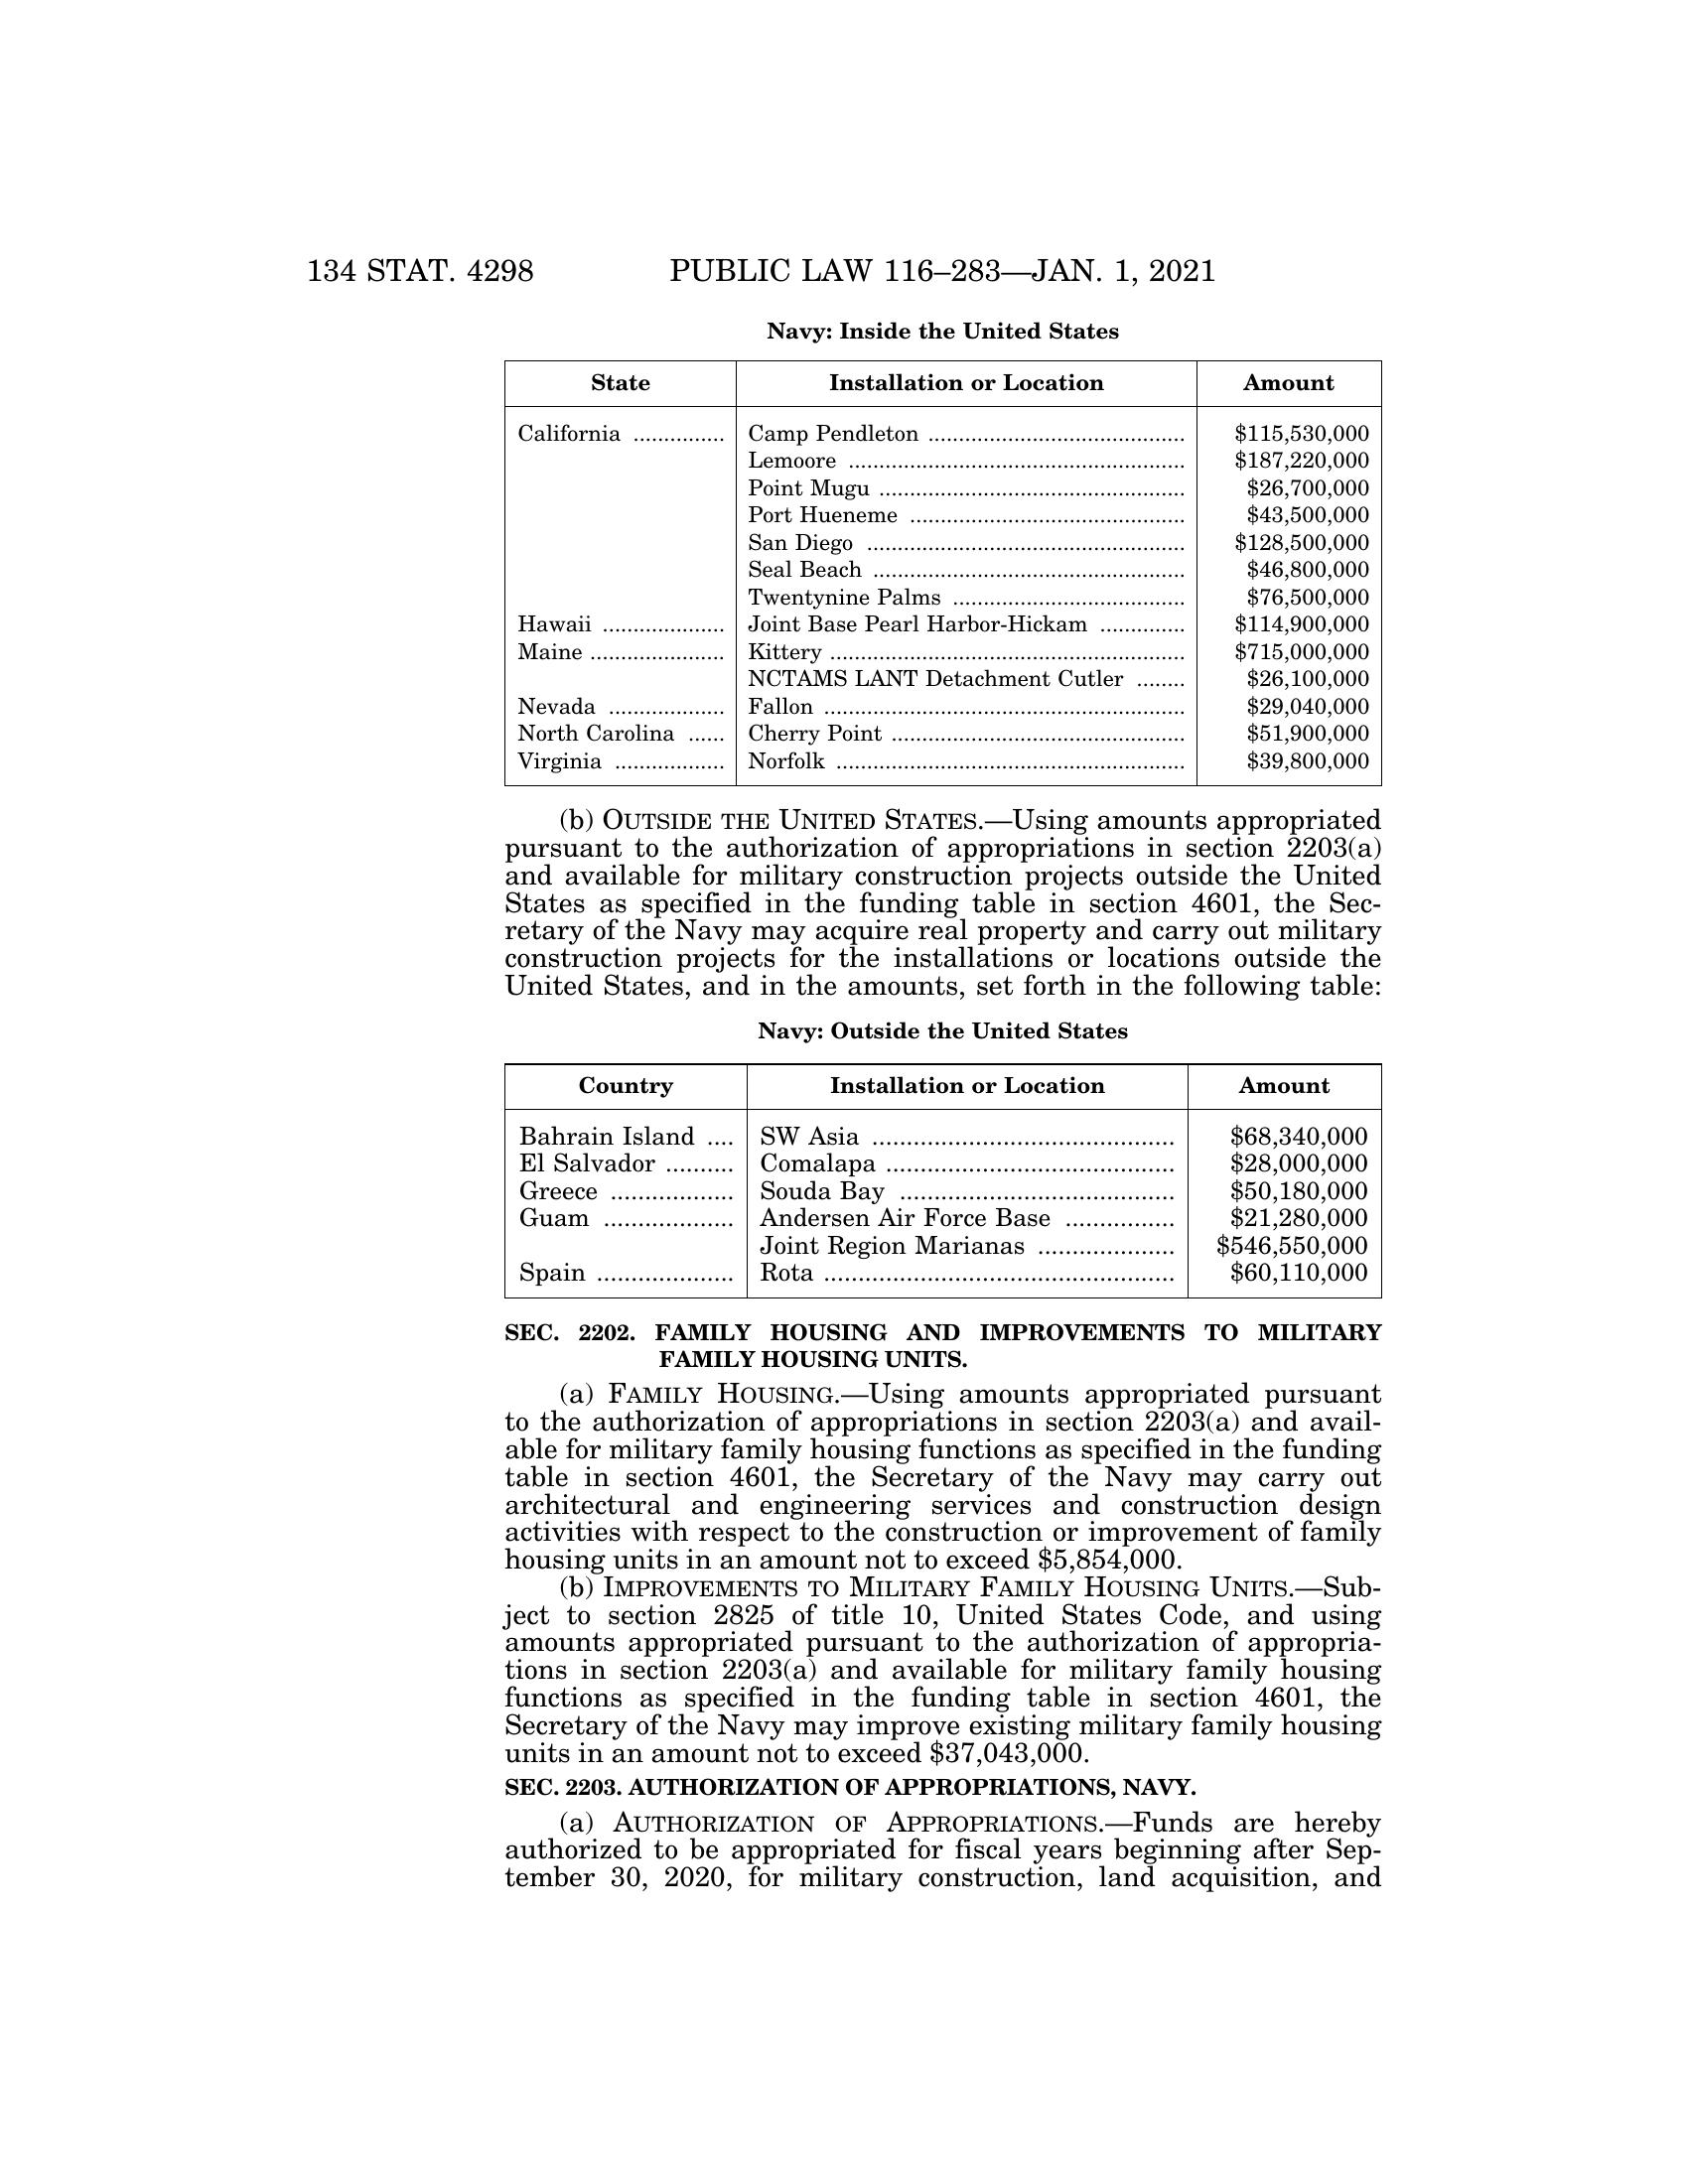 134 STAT. 4298 PUBLIC LAW 116–283—JAN. 1, 2021
Navy: Inside the United States
State Installation or Location Amount
California ............... Camp Pendleton .......................................... $115,530,000
Lemoore ....................................................... $187,220,000
Point Mugu .................................................. $26,700,000
Port Hueneme ............................................. $43,500,000
San Diego .................................................... $128,500,000
Seal Beach ................................................... $46,800,000
Twentynine Palms ...................................... $76,500,000
Hawaii .................... Joint Base Pearl Harbor-Hickam .............. $114,900,000
Maine ...................... Kittery .......................................................... $715,000,000
NCTAMS LANT Detachment Cutler ........ $26,100,000
Nevada ................... Fallon ........................................................... $29,040,000
North Carolina ...... Cherry Point ................................................ $51,900,000
Virginia .................. Norfolk ......................................................... $39,800,000
(b) OUTSIDE THE UNITED STATES.—Using amounts appropriated
pursuant to the authorization of appropriations in section 2203(a)
and available for military construction projects outside the United
States as specified in the funding table in section 4601, the Sec-
retary of the Navy may acquire real property and carry out military
construction projects for the installations or locations outside the
United States, and in the amounts, set forth in the following table:
Navy: Outside the United States
Country Installation or Location Amount
Bahrain Island .... SW Asia ............................................ $68,340,000
El Salvador .......... Comalapa .......................................... $28,000,000
Greece .................. Souda Bay ........................................ $50,180,000
Guam ................... Andersen Air Force Base ................ $21,280,000
Joint Region Marianas .................... $546,550,000
Spain .................... Rota ................................................... $60,110,000
SEC. 2202. FAMILY HOUSING AND IMPROVEMENTS TO MILITARY
FAMILY HOUSING UNITS.
(a) FAMILY HOUSING.—Using amounts appropriated pursuant
to the authorization of appropriations in section 2203(a) and avail-
able for military family housing functions as specified in the funding
table in section 4601, the Secretary of the Navy may carry out
architectural and engineering services and construction design
activities with respect to the construction or improvement of family
housing units in an amount not to exceed $5,854,000.
(b) IMPROVEMENTS TO MILITARY FAMILY HOUSING UNITS.—Sub-
ject to section 2825 of title 10, United States Code, and using
amounts appropriated pursuant to the authorization of appropria-
tions in section 2203(a) and available for military family housing
functions as specified in the funding table in section 4601, the
Secretary of the Navy may improve existing military family housing
units in an amount not to exceed $37,043,000.
SEC. 2203. AUTHORIZATION OF APPROPRIATIONS, NAVY.
(a) AUTHORIZATION OF APPROPRIATIONS.—Funds are hereby
authorized to be appropriated for fiscal years beginning after Sep-
tember 30, 2020, for military construction, land acquisition, and